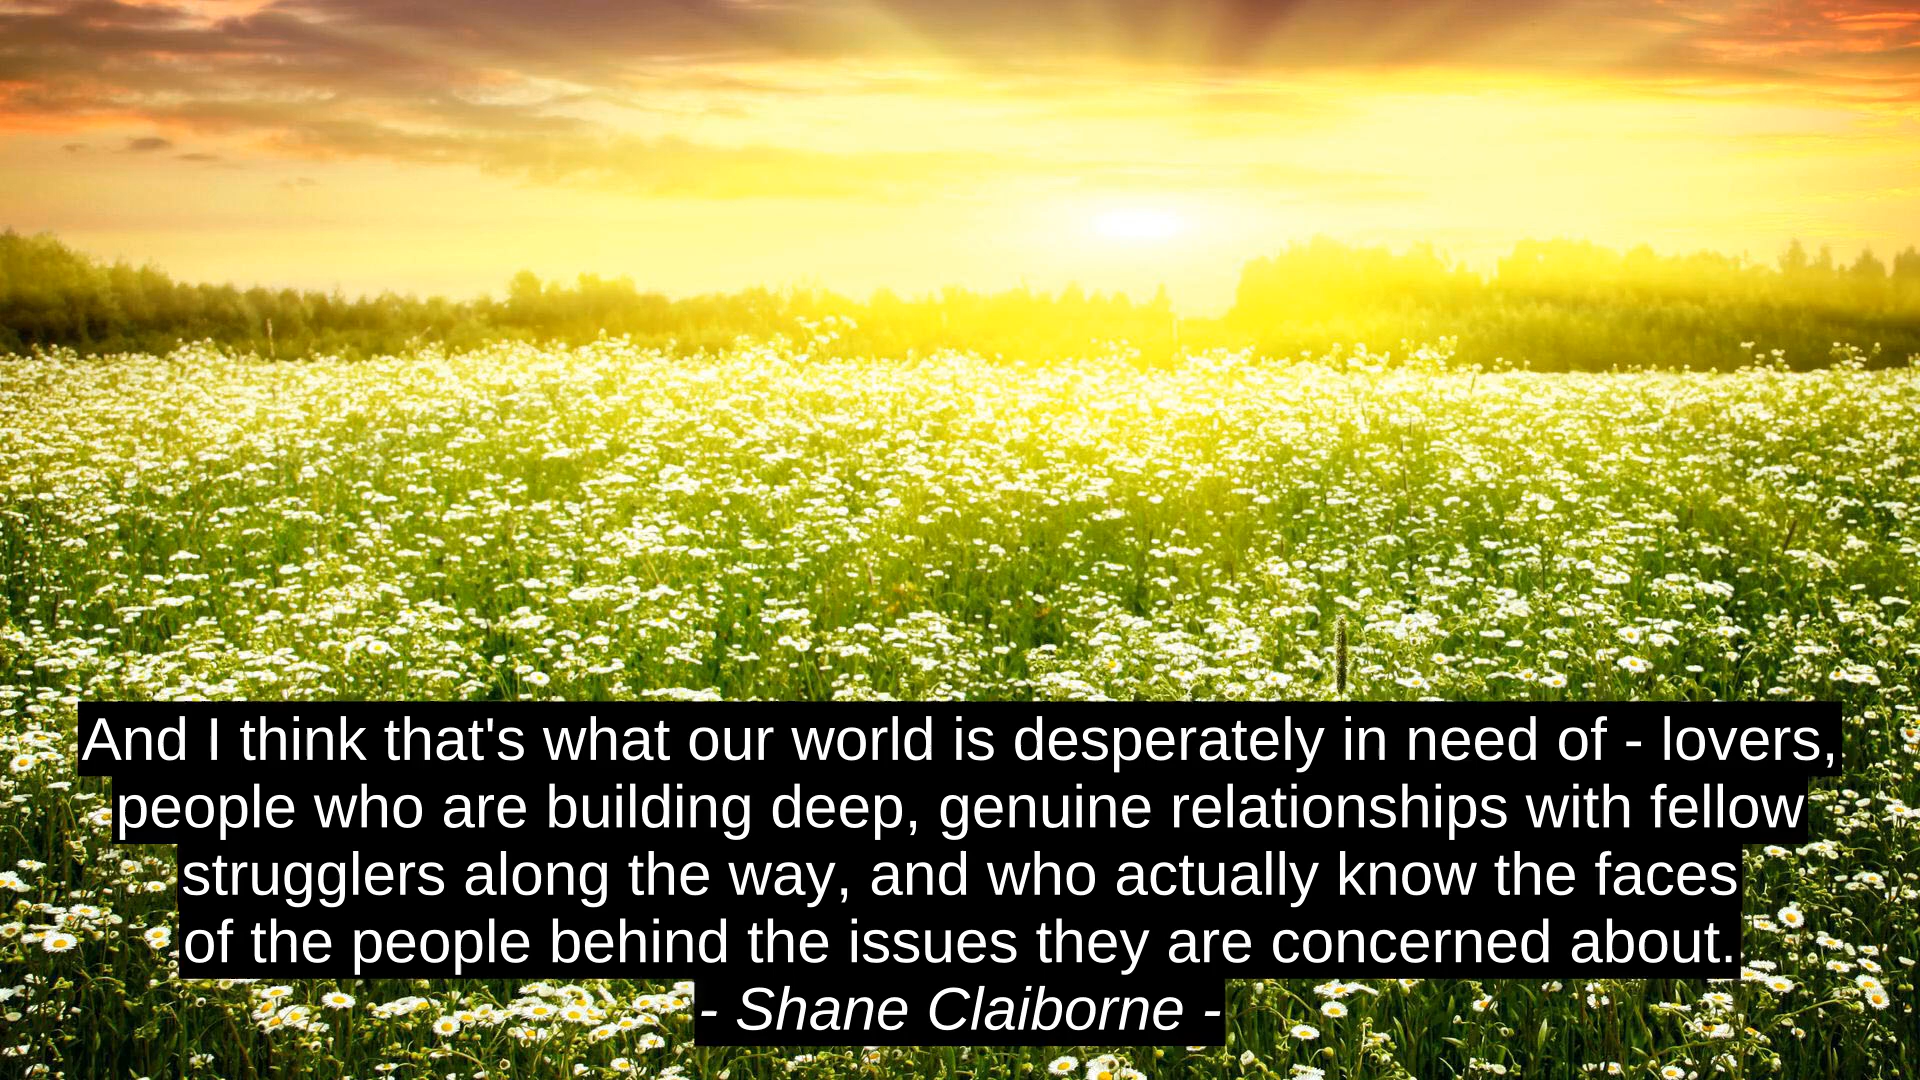 And I think that's what our world is desperately in need of - lovers,
people who are building deep, genuine relationships with fellow
strugglers along the way, and who actually know the faces
of the people behind the issues they are concerned about.
- Shane Claiborne -